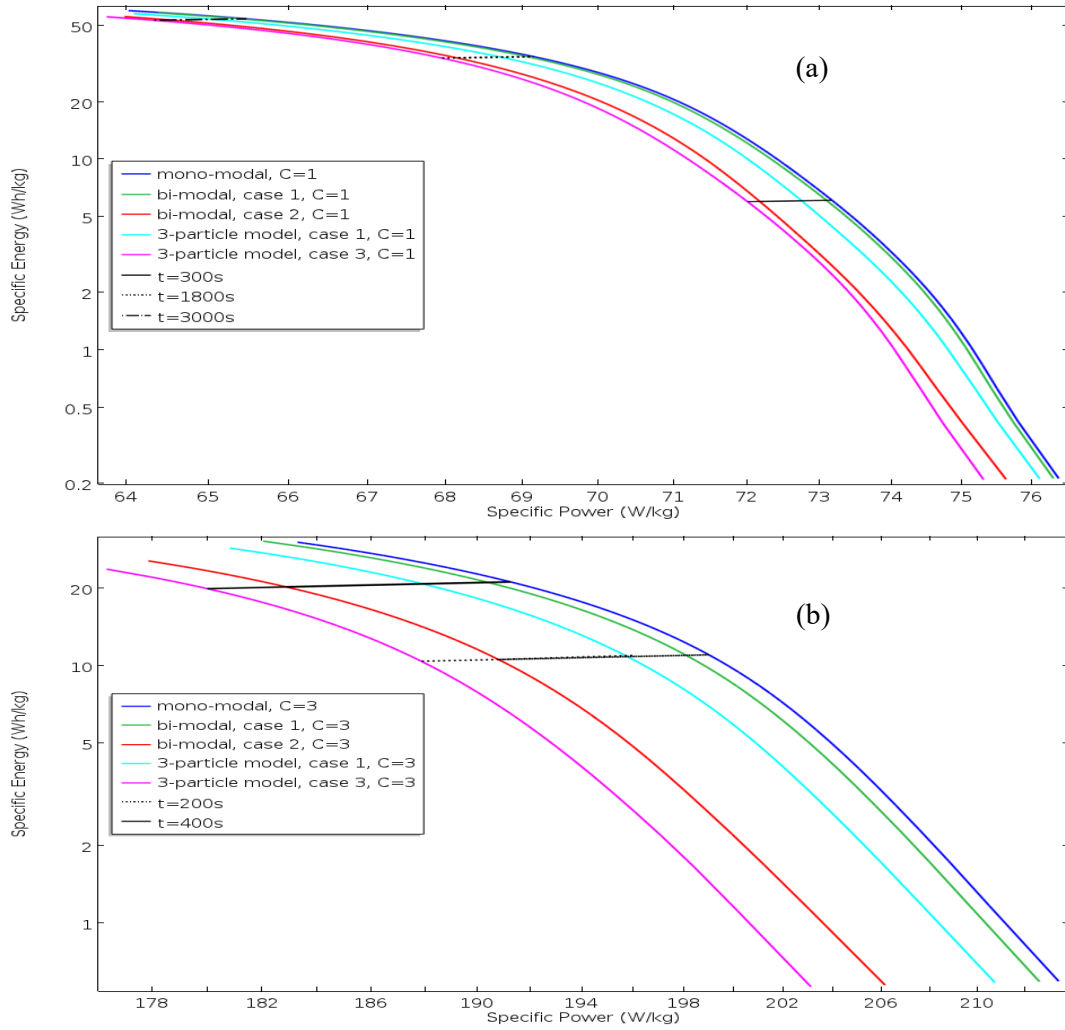 50
20
10
5
2
1
0.5
0.2
Specific Energy (Wh/kg)
(a)
mono-modal, C=1
bi-modal, case 1, C=1
bi-modal, case 2, C=1
3-particle model, case 1, C=1
3-particle model, case 3, C=1
t=300s
t=1800s
t=3000s
64 65 66 67 68 69 70 71 72 73 74 75 76
Specific Power (W/kg)
20
10
5
2
1
Specific Energy (Wh/kg)
(b)
mono-modal, C=3
bi-modal, case 1, C=3
bi-modal, case 2, C=3
3-particle model, case 1, C=3
3-particle model, case 3, C=3
t=200s
t=400s
178 182 186 190 194 198 202 206 210
Specific Power (W/kg)